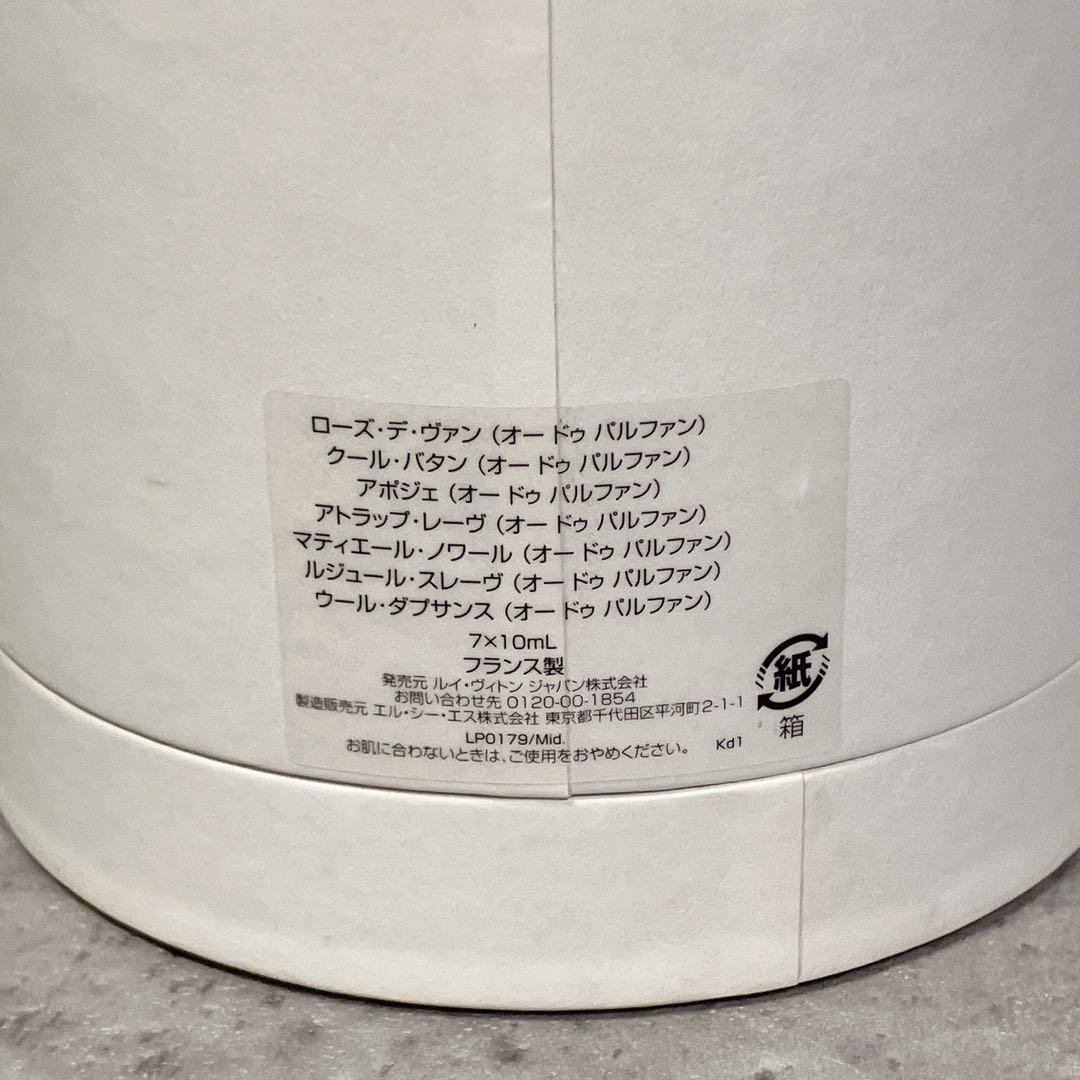 ローズ・デ・ヴァン (オー ドゥ パルファン)
クール・バタン (オー ドゥ パルファン)
アポジェ (オー ドゥ パルファン)
アトラップ・レーヴ (オー ドゥ パルファン)
マティエール・ノワール (オー ドゥ パルファン)
ルジュール・スレーヴ (オー ドゥ パルファン)
ウール・ダプサンス (オー ドゥ パルファン)
7×10mL
フランス製
発売元 ルイ・ヴィトン ジャパン株式会社
お問い合わせ先 0120-00-1854
製造販売元 エル・シー・エス株式会社 東京都千代田区平河町2-1-1
LP0179/Mid.
お肌に合わないときは、ご使用をおやめください。 Kd1
紙
箱